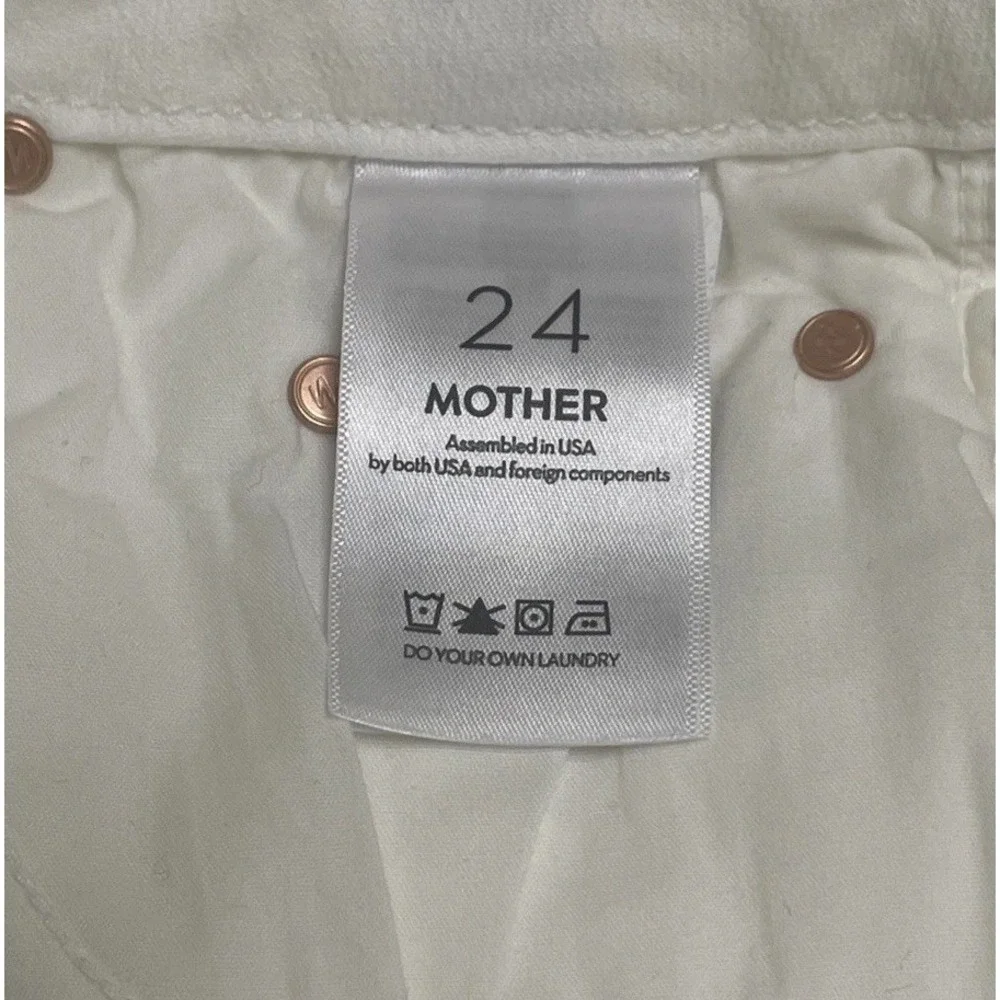 24
MOTHER
Assembled in USA
by both USA and foreign components
DO YOUR OWN LAUNDRY
M
M